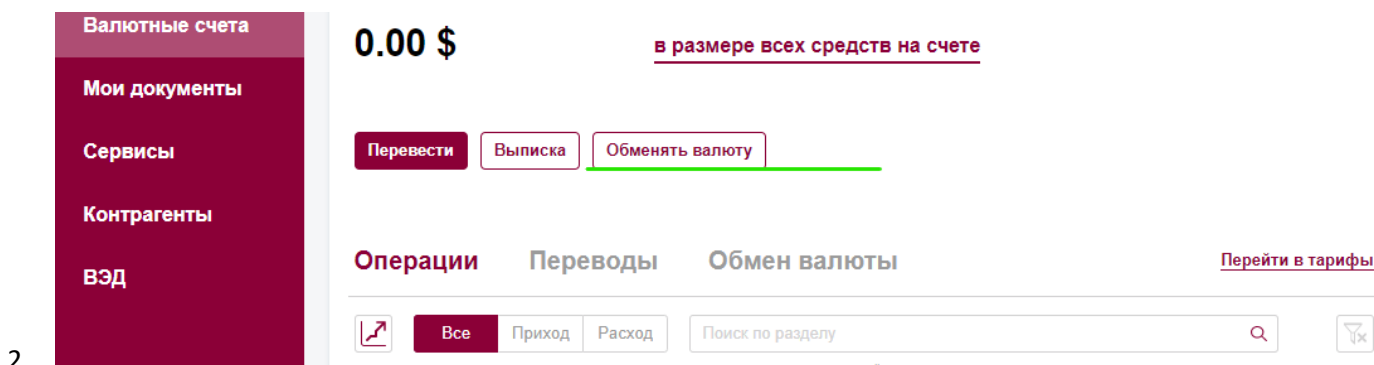 Валютные счета
0.00 $
в размере всех средств на счете
Мои документы
Сервисы
Перевести Выписка Обменять валюту
Контрагенты
Операции Переводы Обмен валюты Перейти в тарифы
ВЭД
Все Приход Расход Поиск по разделу
2